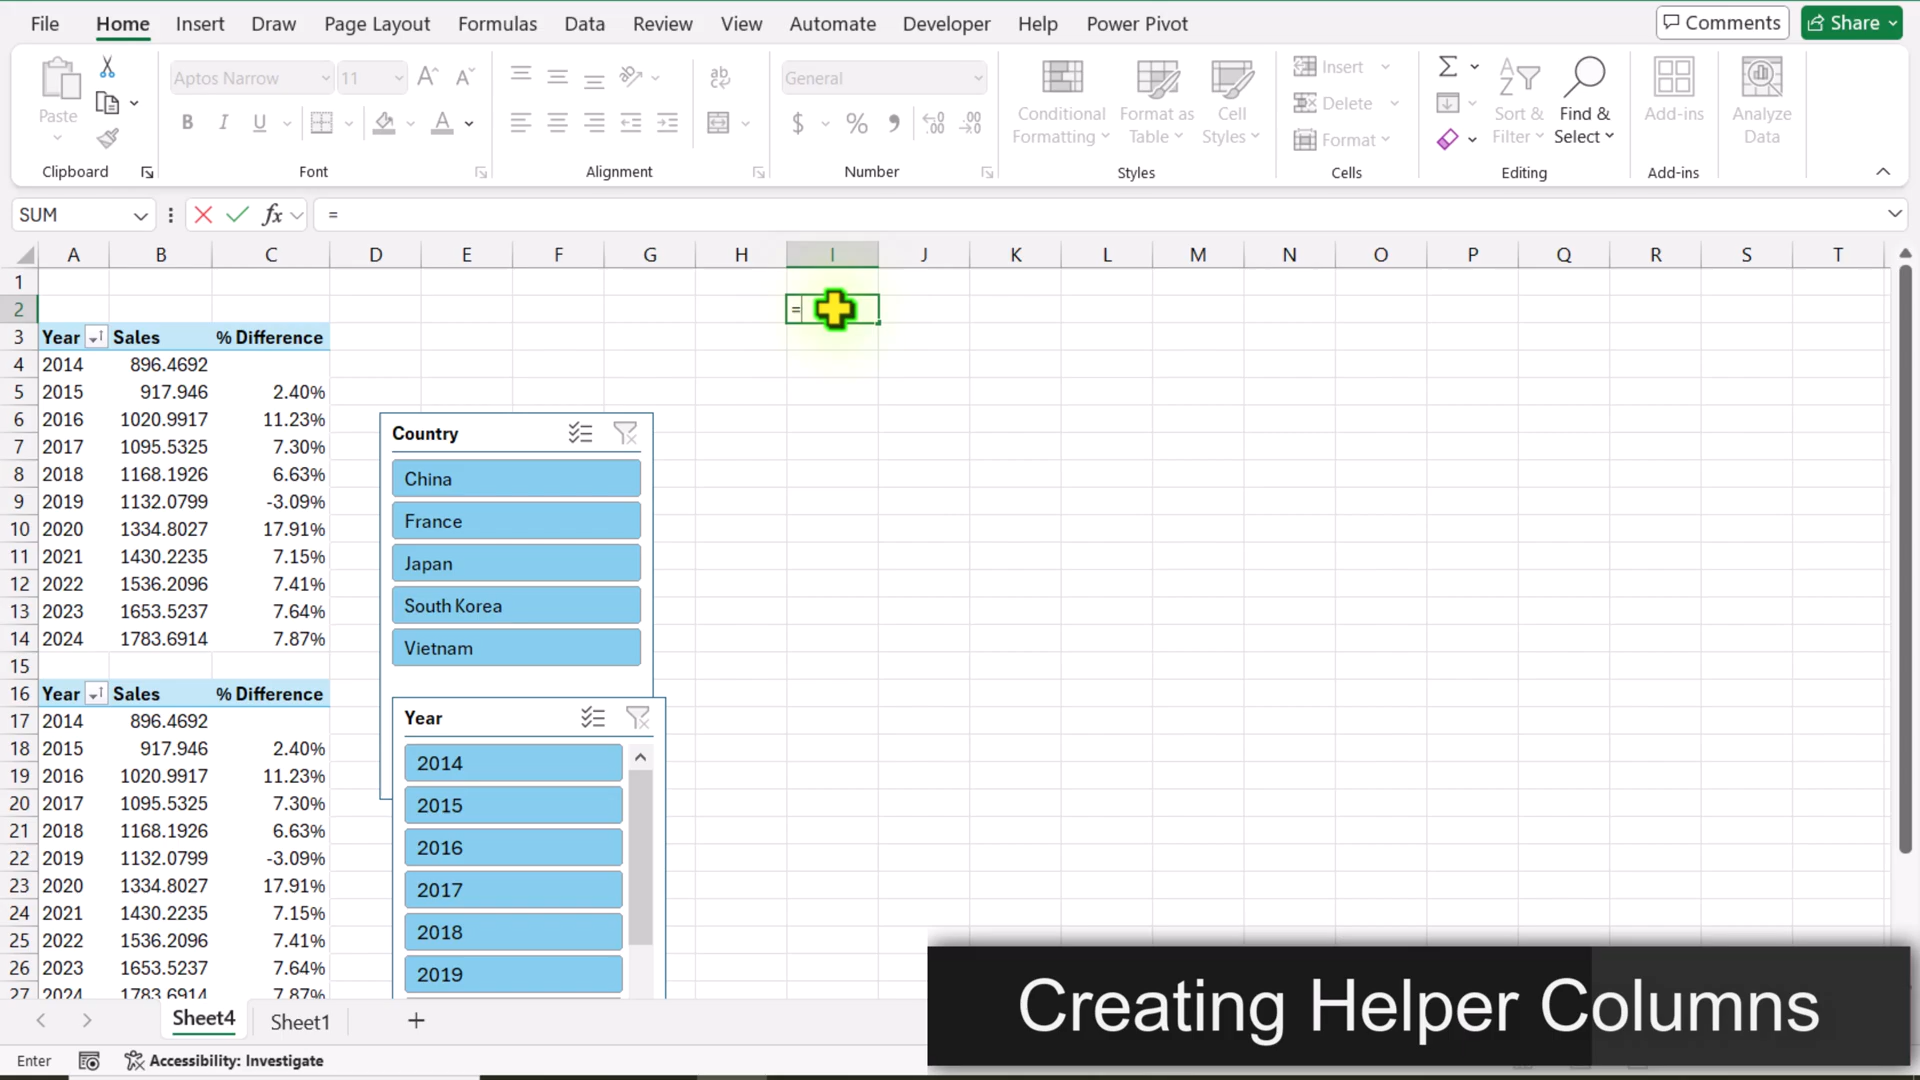 File Home Insert Draw Page Layout Formulas Data Review View Automate Developer Help Power Pivot Comments Share
Paste
Clipboard
Aptos Narrow 11
B I U
Font
ab
Alignment
General
$ % 9
Number
Conditional Formatting
Format as Table
Cell Styles
Styles
Insert
Delete
Format
Cells
Sort & Filter
Find & Select
Editing
Add-ins
Add-ins
Analyze Data
SUM fx =
A B C D E F G H I J K L M N O P Q R S T
1
2 =
3 Year Sales % Difference
4 2014 896.4692
5 2015 917.946 2.40%
6 2016 1020.9917 11.23%
7 2017 1095.5325 7.30%
8 2018 1168.1926 6.63%
9 2019 1132.0799 -3.09%
10 2020 1334.8027 17.91%
11 2021 1430.2235 7.15%
12 2022 1536.2096 7.41%
13 2023 1653.5237 7.64%
14 2024 1783.6914 7.87%
15
16 Year Sales % Difference
17 2014 896.4692
18 2015 917.946 2.40%
19 2016 1020.9917 11.23%
20 2017 1095.5325 7.30%
21 2018 1168.1926 6.63%
22 2019 1132.0799 -3.09%
23 2020 1334.8027 17.91%
24 2021 1430.2235 7.15%
25 2022 1536.2096 7.41%
26 2023 1653.5237 7.64%
27 2024 1783.6914 7.87%
Country
China
France
Japan
South Korea
Vietnam
Year
2014
2015
2016
2017
2018
2019
Creating Helper Columns
Sheet4 Sheet1
Enter Accessibility: Investigate